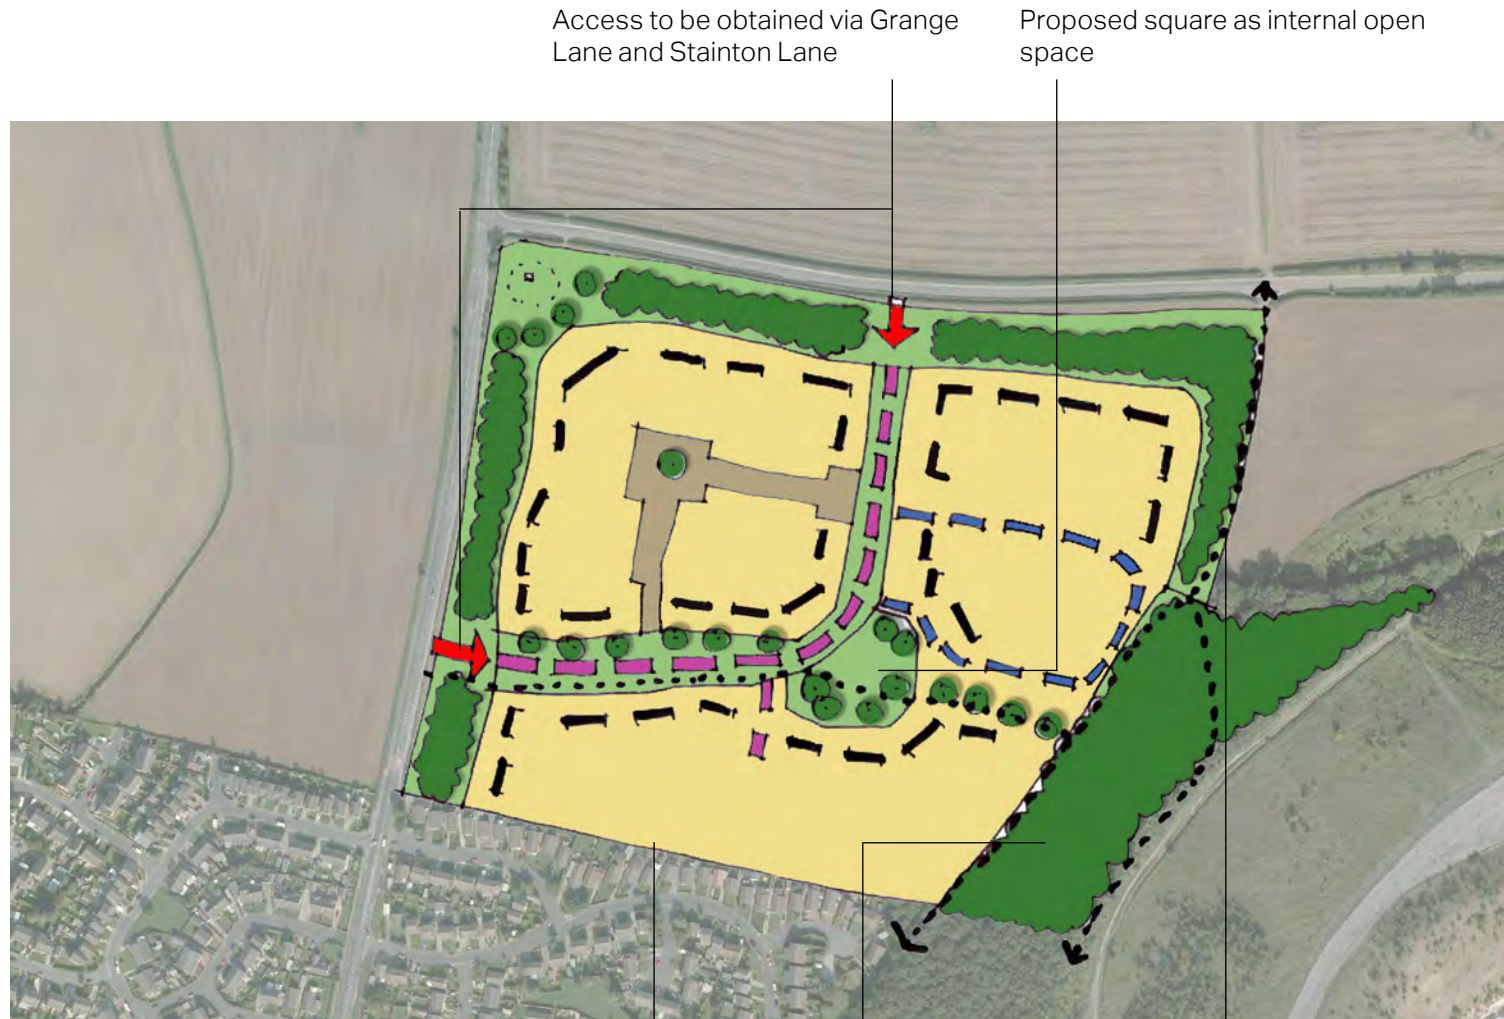 Access to be obtained via Grange
Lane and Stainton Lane
Proposed square as internal open
space